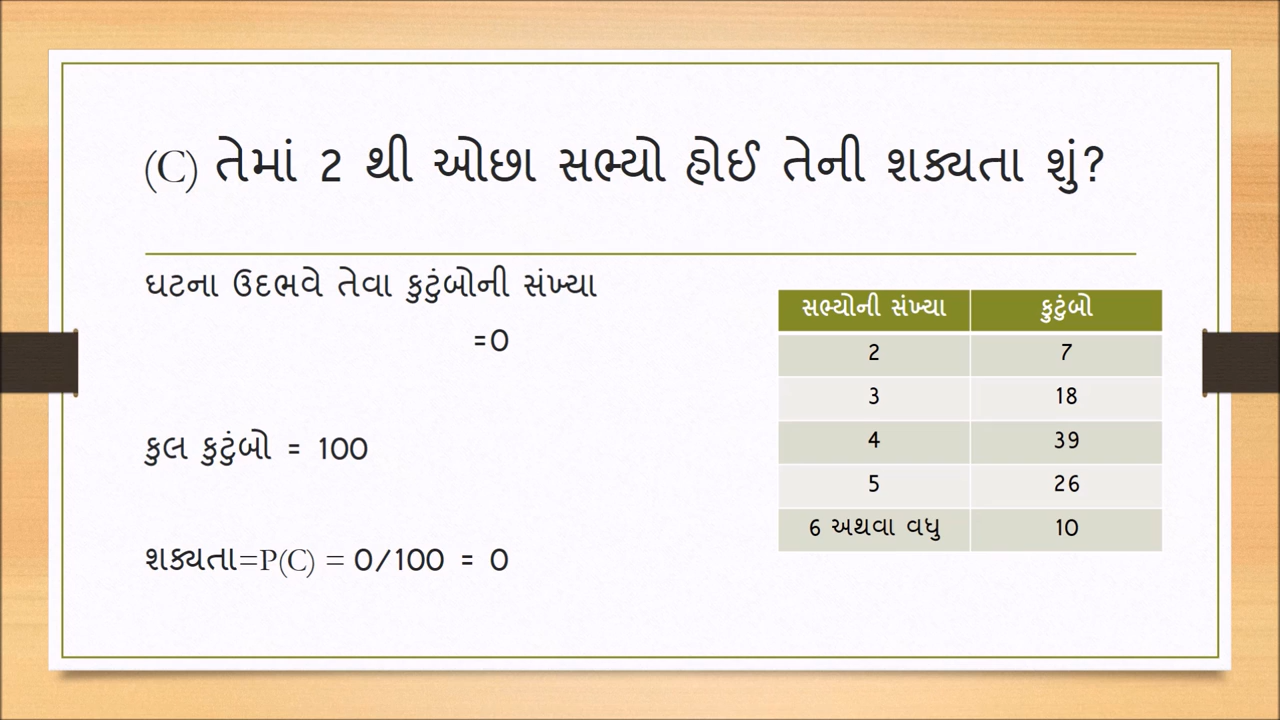 (C) તેમાં 2 થી ઓછા સભ્યો હોઈ તેની શક્યતા શું?
ઘટના ઉદભવે તેવા કુટુંબોની સંખ્યા
=0
કુલ કુટુંબો = 100
શક્યતા=P(C) = 0/100 = 0
સભ્યોની સંખ્યા કુટુંબો
2 7
3 18
4 39
5 26
6 અથવા વધુ 10